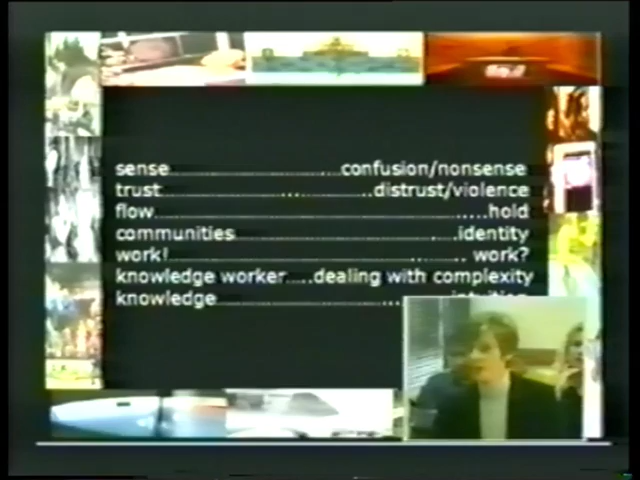 sense.............................confusion/nonsense
trust.............................distrust/violence
flow.............................hold
communities.............................identity
work!............................. work?
knowledge worker.....dealing with complexity
knowledge.............................